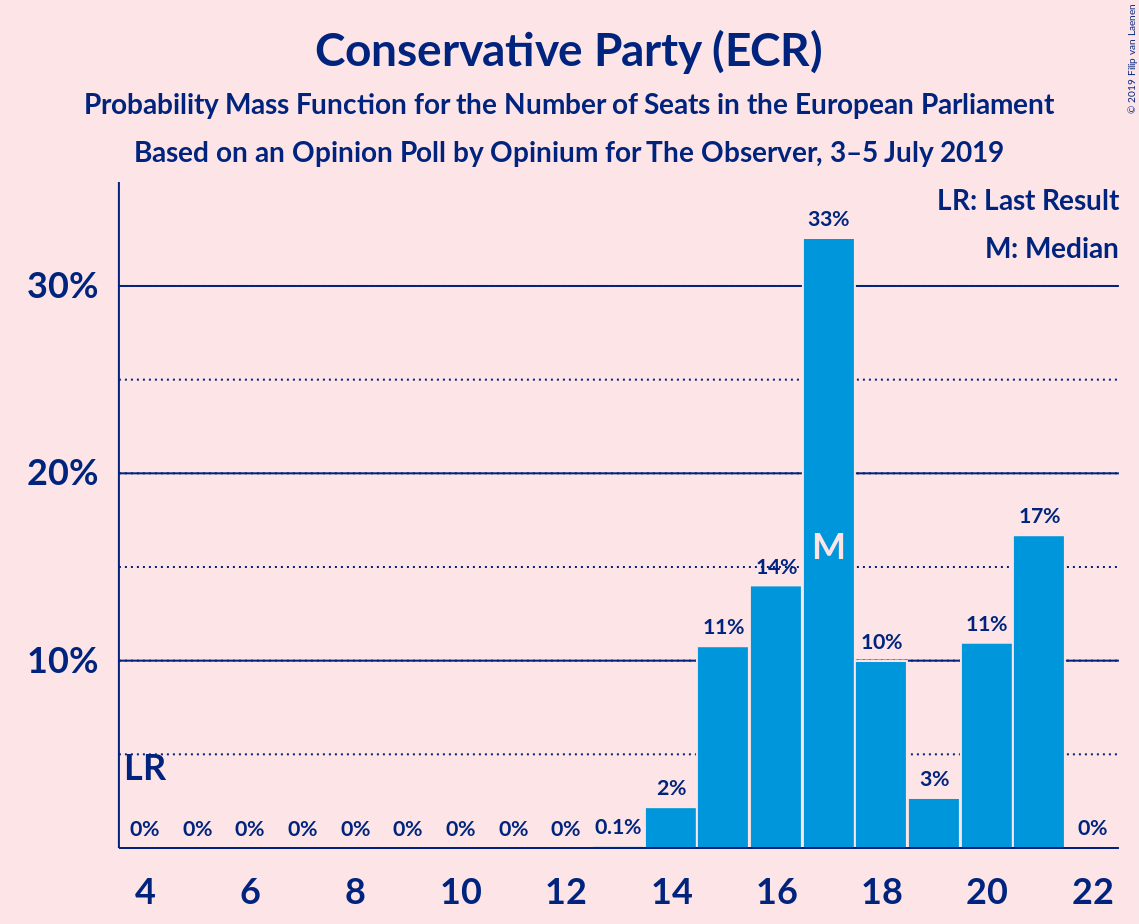 Conservative Party (ECR)
Probability Mass Function for the Number of Seats in the European Parliament
Based on an Opinion Poll by Opinium for The Observer, 3–5 July 2019
© 2019 Filip van Laenen
LR: Last Result
M: Median
33%
30%
20%
17%
M
14%
11%
11%
10%
10%
LR
3%
2%
0% 0% 0% 0% 0% 0% 0% 0% 0% 0.1% 0%
4 6 8 10 12 14 16 18 20 22